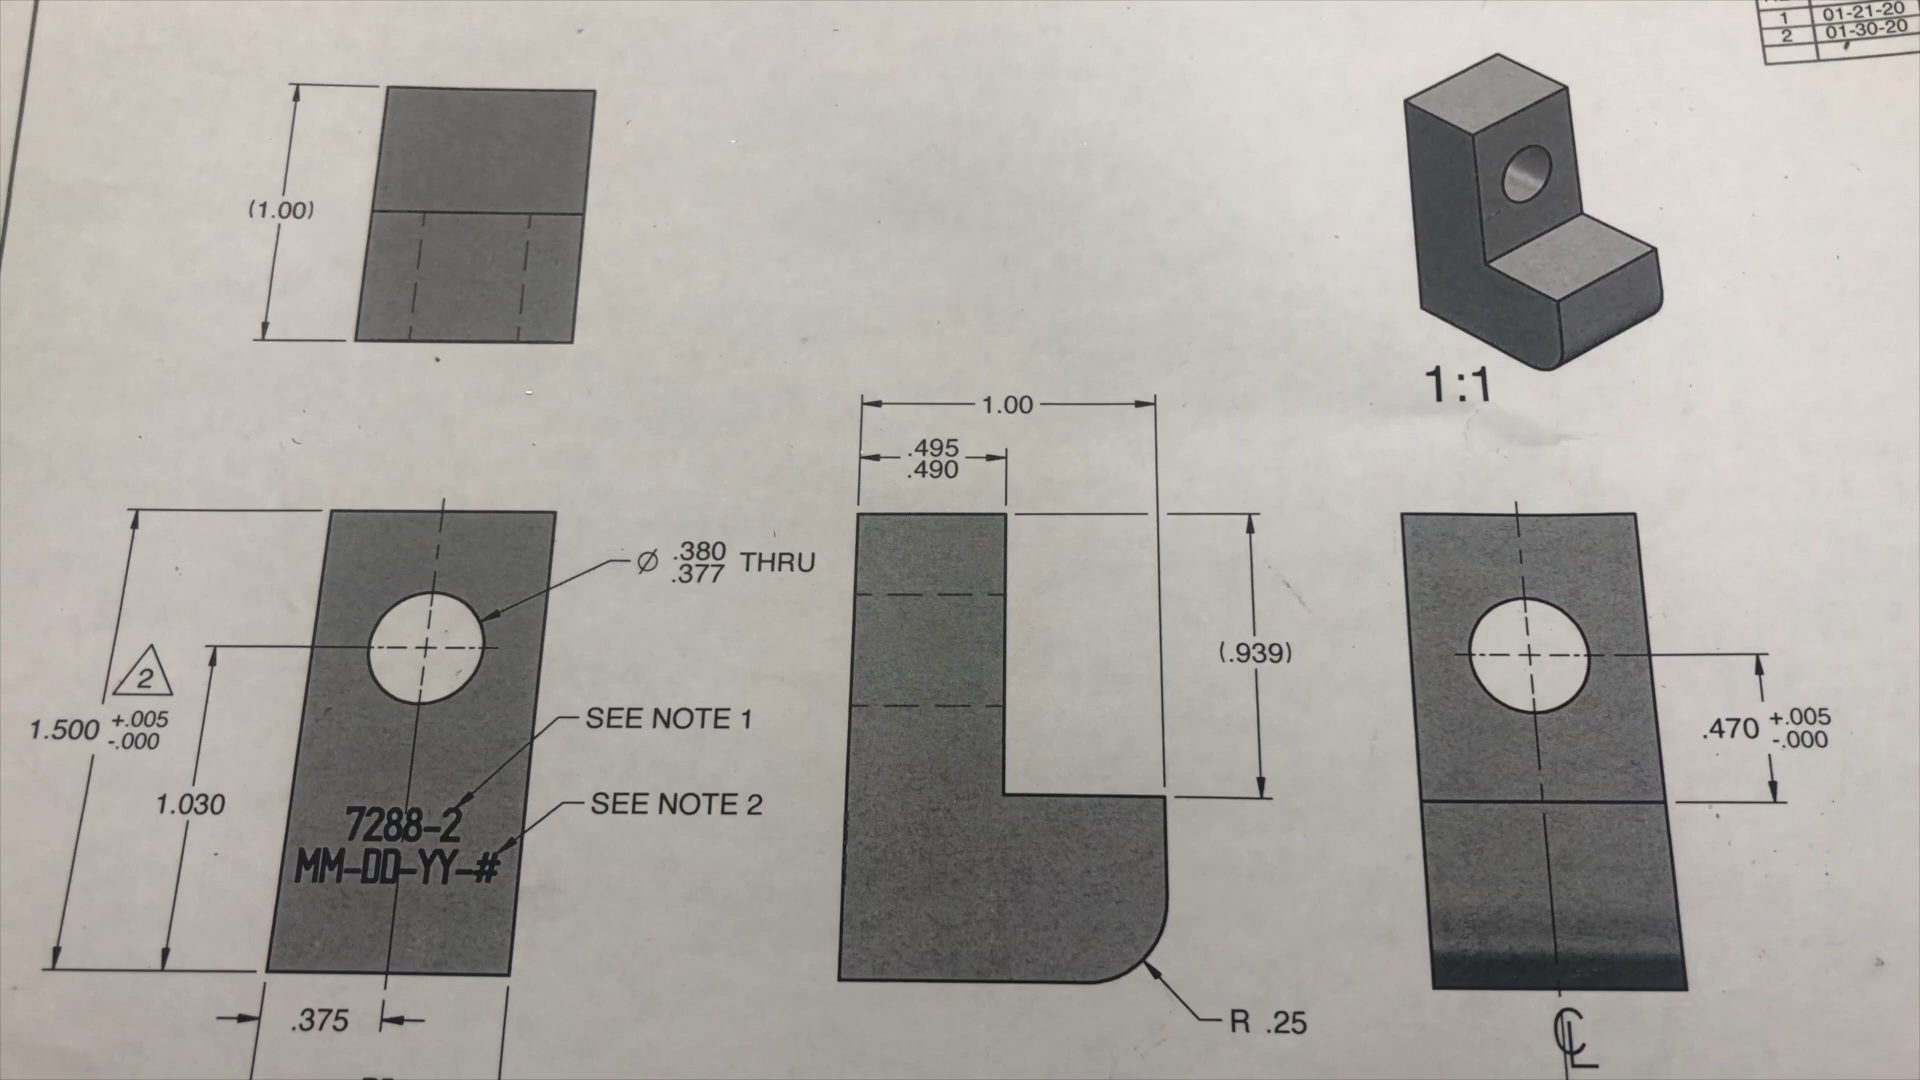 1 01-21-20
2 01-30-20
(1.00)
1:1
1.00
.495
.490
Ø .380 THRU
.377
2
1.500 +.005
-.000
1.030
SEE NOTE 1
SEE NOTE 2
7288-2
MM-DD-YY-#
.375
(.939)
R .25
.470 +.005
-.000
CL